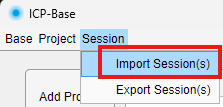 ICP-Base
Base Project Session
Import Session(s)
Add Pro
Export Session(s)